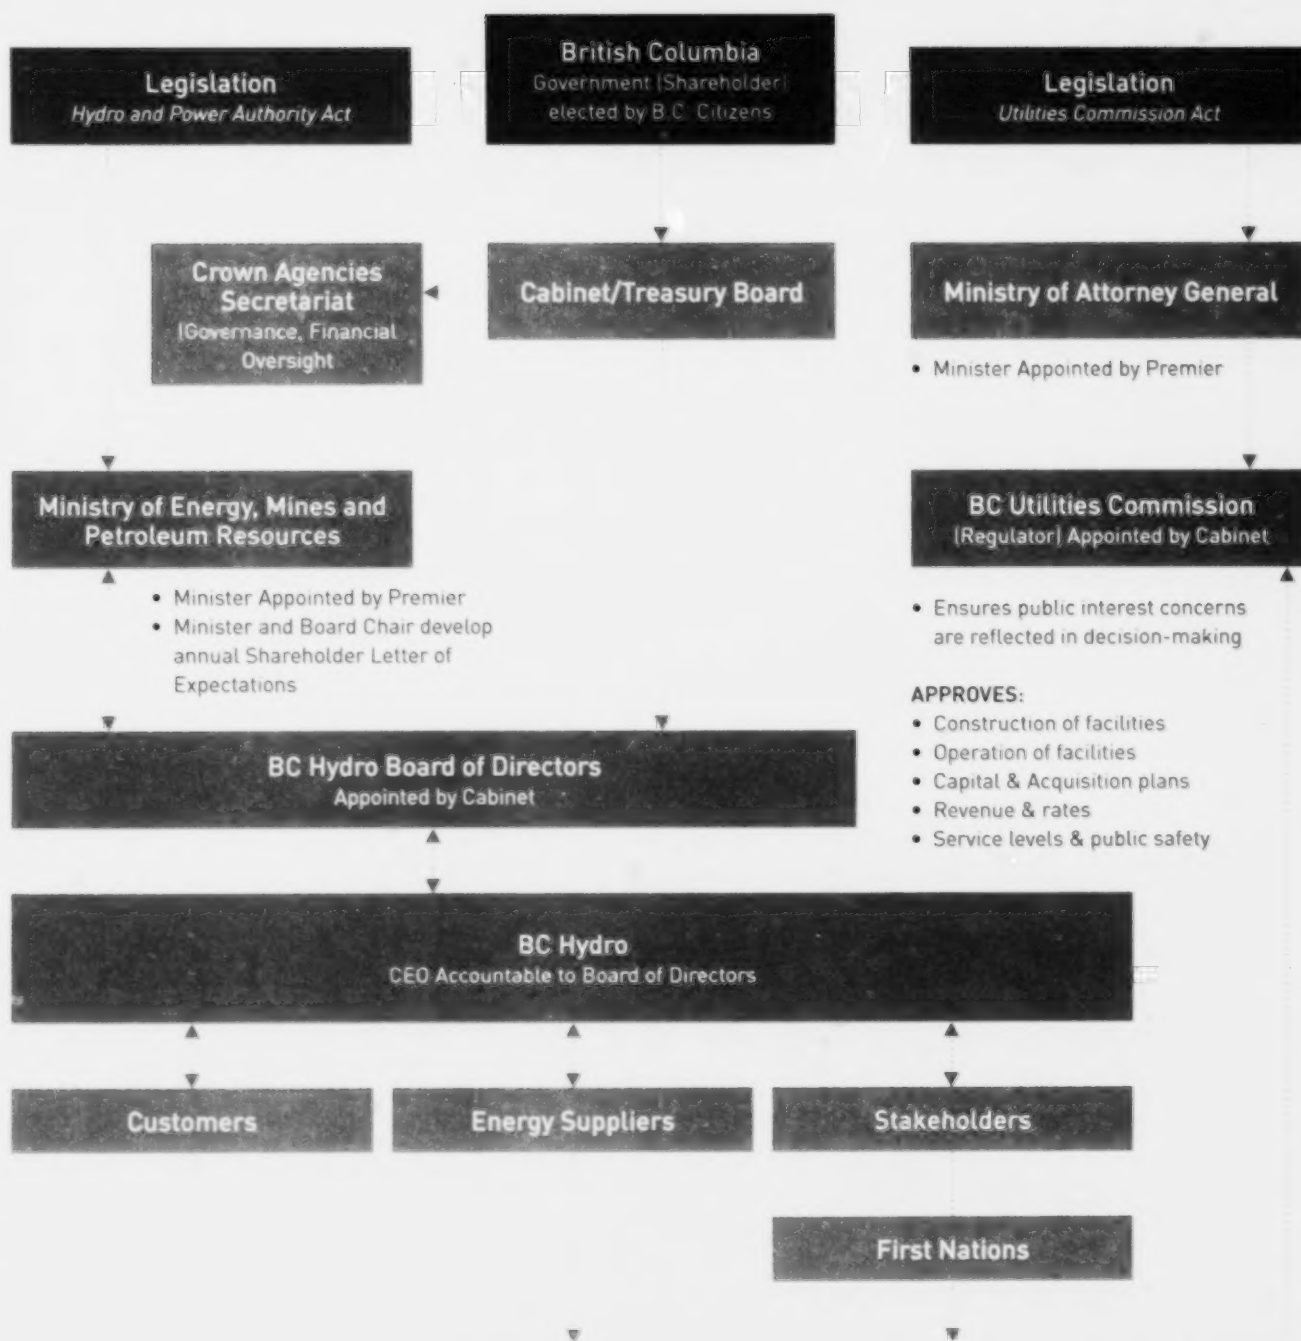 Legislation
Hydro and Power Authority Act
British Columbia
Government (Shareholder)
elected by B.C. Citizens
Legislation
Utilities Commission Act
Crown Agencies
Secretariat
(Governance, Financial
Oversight
Cabinet/Treasury Board
Ministry of Attorney General
• Minister Appointed by Premier
Ministry of Energy, Mines and
Petroleum Resources
• Minister Appointed by Premier
• Minister and Board Chair develop
annual Shareholder Letter of
Expectations
BC Utilities Commission
(Regulator) Appointed by Cabinet
• Ensures public interest concerns
are reflected in decision-making
APPROVES:
• Construction of facilities
• Operation of facilities
• Capital & Acquisition plans
• Revenue & rates
• Service levels & public safety
BC Hydro Board of Directors
Appointed by Cabinet
BC Hydro
CEO Accountable to Board of Directors
Customers
Energy Suppliers
Stakeholders
First Nations